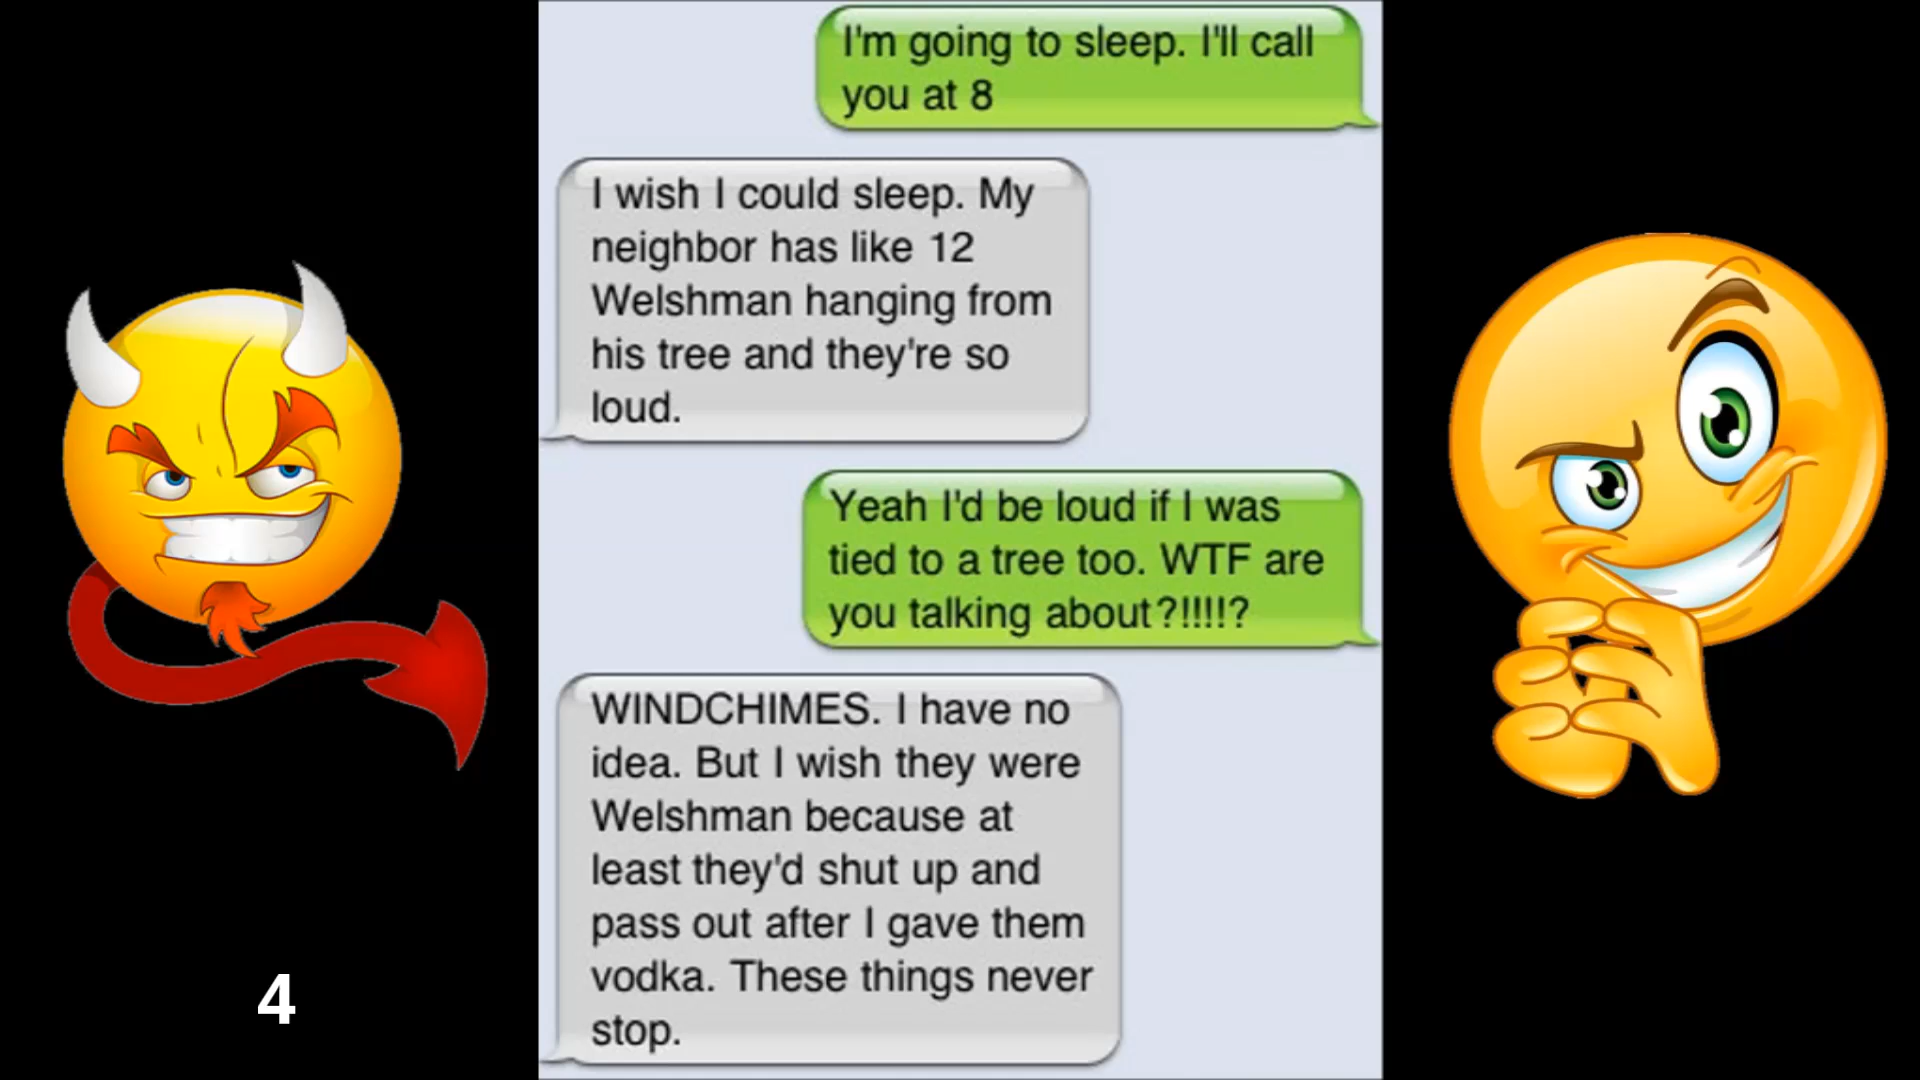 I'm going to sleep. I'll call
you at 8
I wish I could sleep. My
neighbor has like 12
Welshman hanging from
his tree and they're so
loud.
Yeah I'd be loud if I was
tied to a tree too. WTF are
you talking about?!!!!?
WINDCHIMES. I have no
idea. But I wish they were
Welshman because at
least they'd shut up and
pass out after I gave them
vodka. These things never
stop.
4